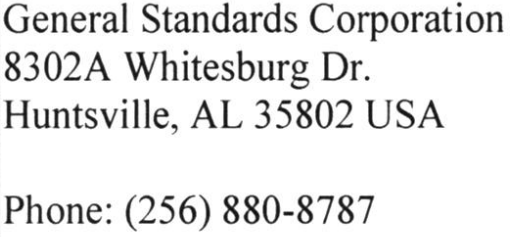 General Standards Corporation
8302A Whitesburg Dr.
Huntsville, AL 35802 USA
Phone: (256) 880-8787